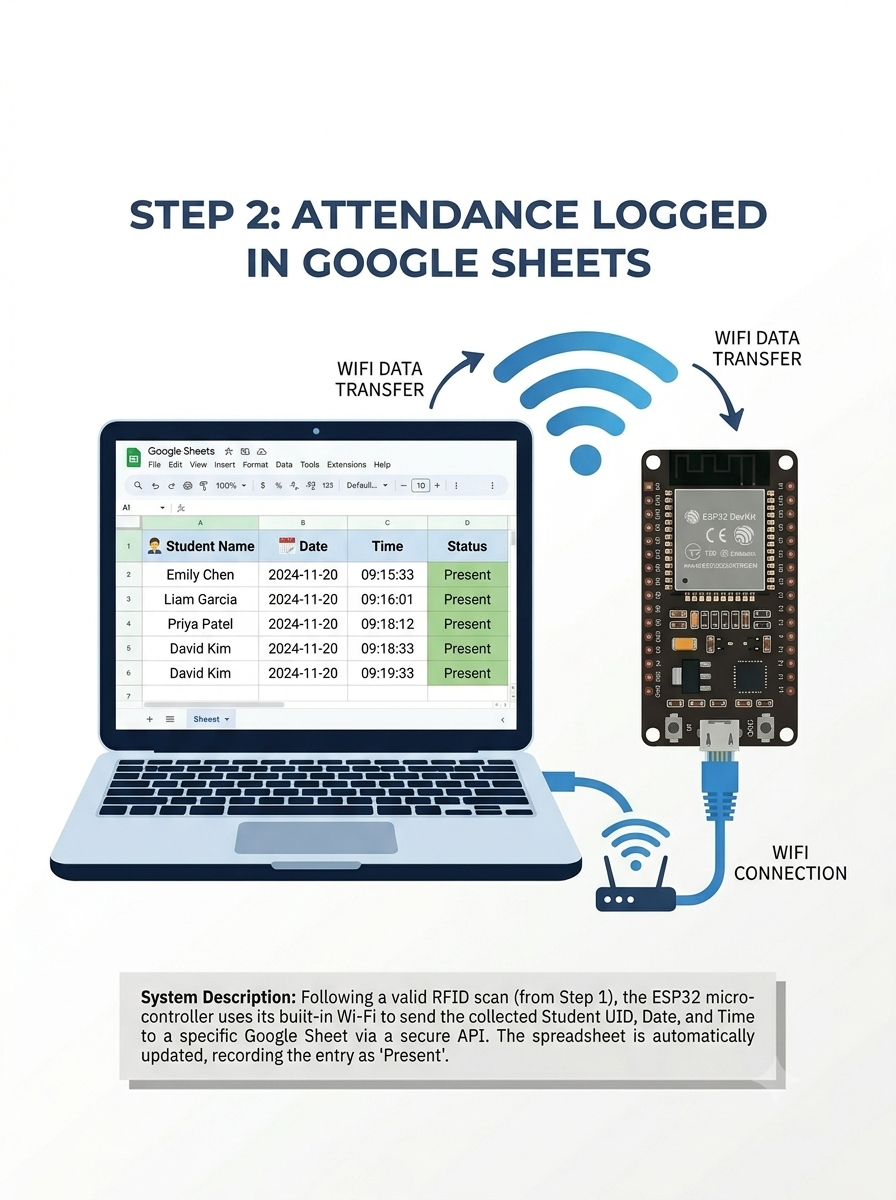 STEP 2: ATTENDANCE LOGGED
IN GOOGLE SHEETS
WIFI DATA
TRANSFER
WIFI DATA
TRANSFER
Google Sheets
File Edit View Insert Format Data Tools Extensions Help
100% $ % .0 .00 123 Defaull... 10
A1 fx
A B C D
1 Student Name Date Time Status
2 Emily Chen 2024-11-20 09:15:33 Present
3 Liam Garcia 2024-11-20 09:16:01 Present
4 Priya Patel 2024-11-20 09:18:12 Present
5 David Kim 2024-11-20 09:18:33 Present
6 David Kim 2024-11-20 09:19:33 Present
7
Sheest
ESP32 DevKit
CE
WIFI
CONNECTION
System Description: Following a valid RFID scan (from Step 1), the ESP32 micro-
controller uses its built-in Wi-Fi to send the collected Student UID, Date, and Time
to a specific Google Sheet via a secure API. The spreadsheet is automatically
updated, recording the entry as 'Present'.